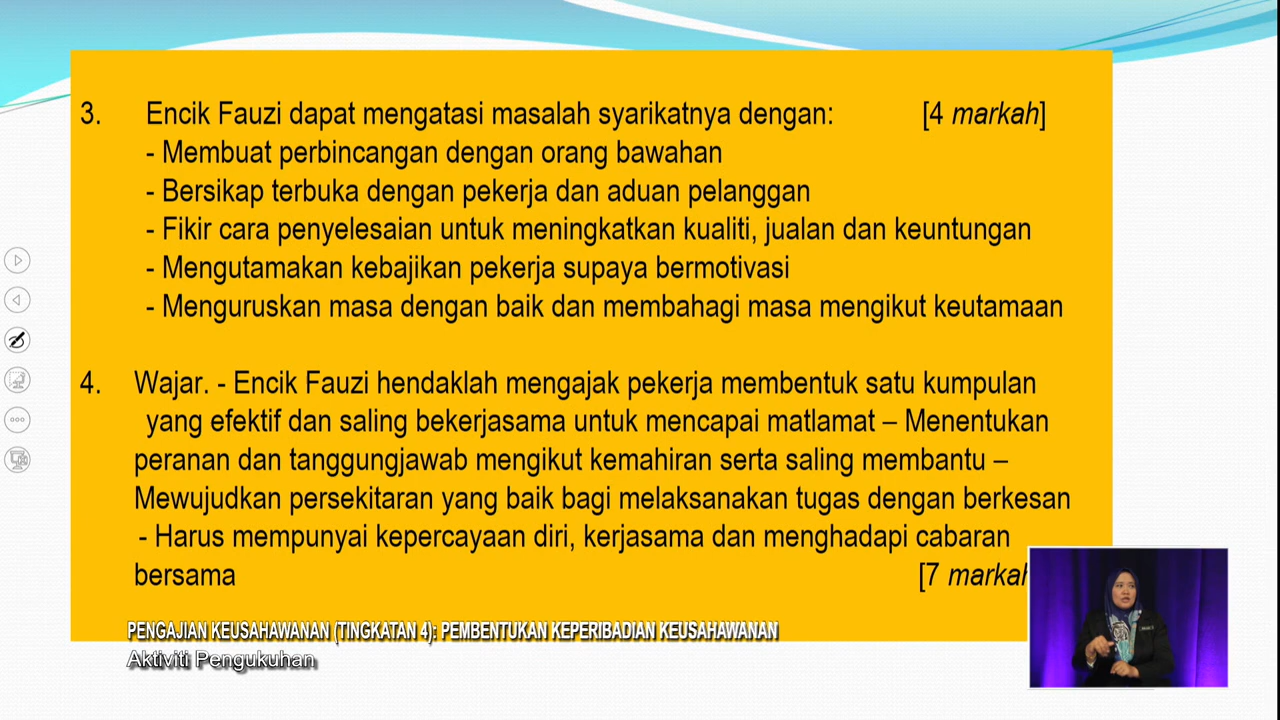 3. Encik Fauzi dapat mengatasi masalah syarikatnya dengan: [4 markah]
- Membuat perbincangan dengan orang bawahan
- Bersikap terbuka dengan pekerja dan aduan pelanggan
- Fikir cara penyelesaian untuk meningkatkan kualiti, jualan dan keuntungan
- Mengutamakan kebajikan pekerja supaya bermotivasi
- Menguruskan masa dengan baik dan membahagi masa mengikut keutamaan
4. Wajar. - Encik Fauzi hendaklah mengajak pekerja membentuk satu kumpulan
yang efektif dan saling bekerjasama untuk mencapai matlamat – Menentukan
peranan dan tanggungjawab mengikut kemahiran serta saling membantu –
Mewujudkan persekitaran yang baik bagi melaksanakan tugas dengan berkesan
- Harus mempunyai kepercayaan diri, kerjasama dan menghadapi cabaran
bersama [7 markah
PENGAJIAN KEUSAHAWANAN (TINGKATAN 4): PEMBENTUKAN KEPERIBADIAN KEUSAHAWANAN
Aktiviti Pengukuhan